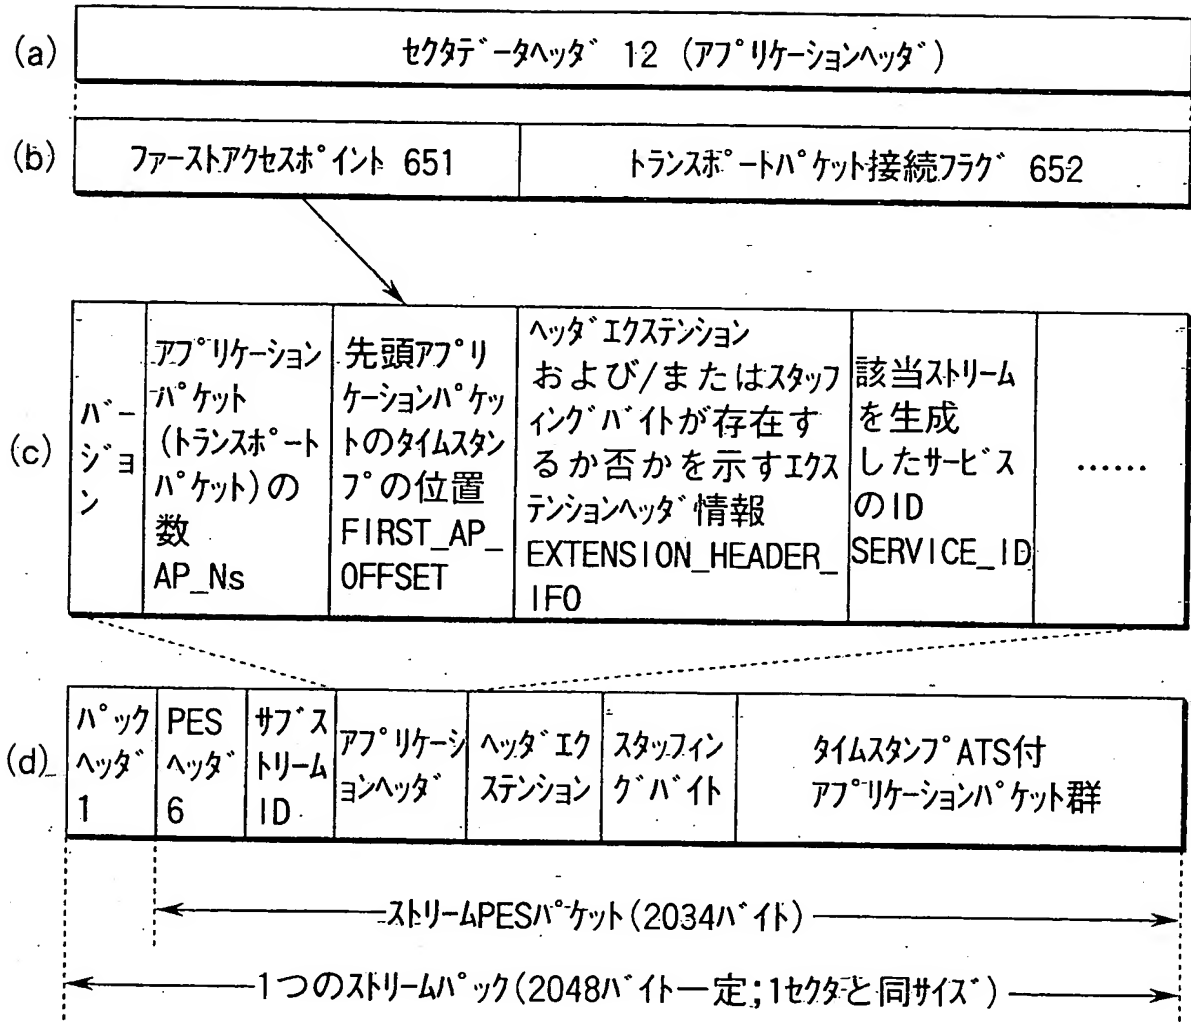 (a) セクタデータヘッダ 12 (アプリケーションヘッダ)
(b) ファーストアクセスポイント 651 トランスポートパケット接続フラグ 652
(c)
バー
ジョ
ン
アプリケーション
パケット
(トランスポート
パケット)の
数
AP_Ns
先頭アプリ
ケーションパケッ
トのタイムスタン
プの位置
FIRST_AP_
OFFSET
ヘッダエクステンション
および/またはスタッフ
ィングバイトが存在す
るか否かを示すエクス
テンションヘッダ情報
EXTENSION_HEADER_
IFO
該当ストリーム
を生成
したサービス
のID
SERVICE_ID
……
(d)
パック
ヘッダ
1
PES
ヘッダ
6
サブス
トリーム
ID
アプリケーシ
ョンヘッダ
ヘッダエク
ステンション
スタッフィン
グバイト
タイムスタンプATS付
アプリケーションパケット群
ストリームPESパケット(2034バイト)
1つのストリームパック(2048バイト一定;1セクタと同サイズ)